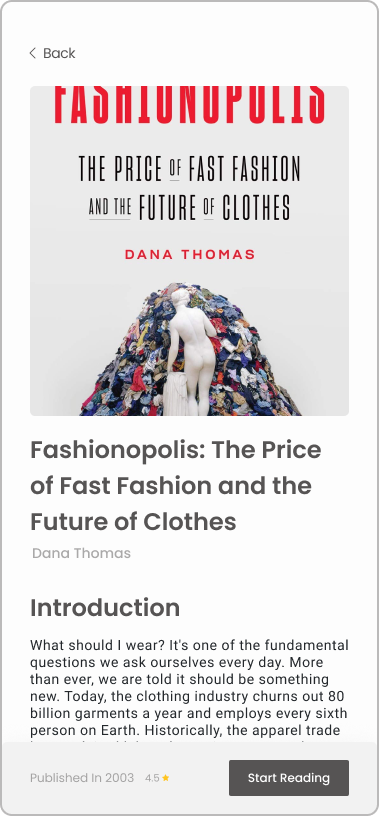 Back
FASHIONOPOLIS
THE PRICE OF FAST FASHION
AND THE FUTURE OF CLOTHES
DANA THOMAS
Fashionopolis: The Price
of Fast Fashion and the
Future of Clothes
Dana Thomas
Introduction
What should I wear? It's one of the fundamental
questions we ask ourselves every day. More
than ever, we are told it should be something
new. Today, the clothing industry churns out 80
billion garments a year and employs every sixth
person on Earth. Historically, the apparel trade
Published In 2003 4.5
Start Reading